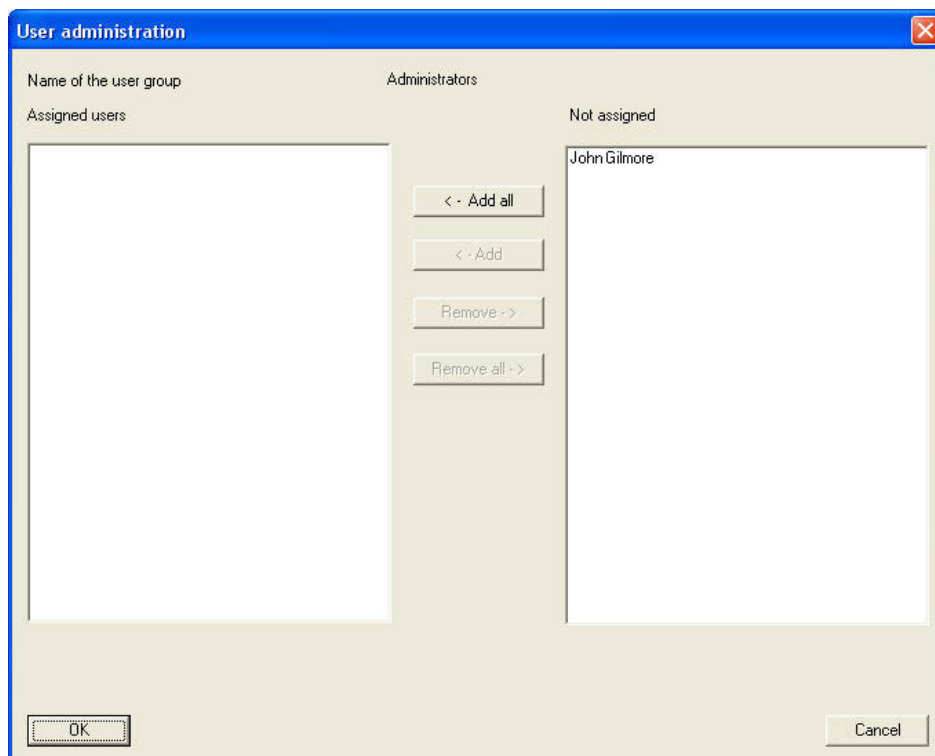 User administration
Name of the user group
Administrators
Assigned users
Not assigned
John Gilmore
< - Add all
< - Add
Remove - >
Remove all - >
OK
Cancel